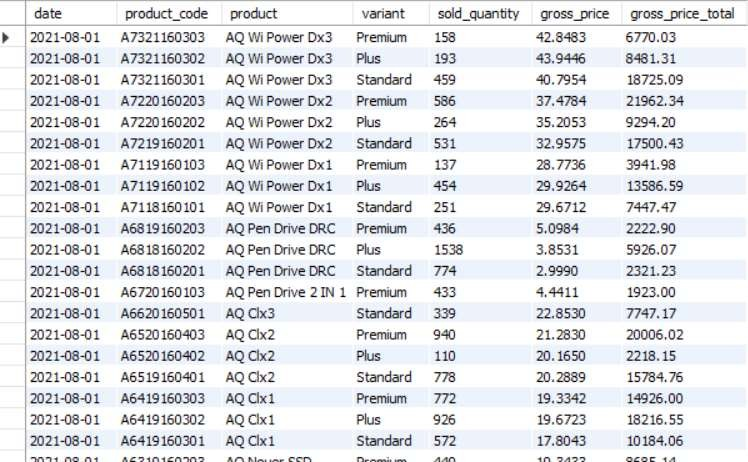 date product_code product variant sold_quantity gross_price gross_price_total
2021-08-01 A7321160303 AQ Wi Power Dx3 Premium 158 42.8483 6770.03
2021-08-01 A7321160302 AQ Wi Power Dx3 Plus 193 43.9446 8481.31
2021-08-01 A7321160301 AQ Wi Power Dx3 Standard 459 40.7954 18725.09
2021-08-01 A7220160203 AQ Wi Power Dx2 Premium 586 37.4784 21962.34
2021-08-01 A7220160202 AQ Wi Power Dx2 Plus 264 35.2053 9294.20
2021-08-01 A7219160201 AQ Wi Power Dx2 Standard 531 32.9575 17500.43
2021-08-01 A7119160103 AQ Wi Power Dx1 Premium 137 28.7736 3941.98
2021-08-01 A7119160102 AQ Wi Power Dx1 Plus 454 29.9264 13586.59
2021-08-01 A7118160101 AQ Wi Power Dx1 Standard 251 29.6712 7447.47
2021-08-01 A6819160203 AQ Pen Drive DRC Premium 436 5.0984 2222.90
2021-08-01 A6818160202 AQ Pen Drive DRC Plus 1538 3.8531 5926.07
2021-08-01 A6818160201 AQ Pen Drive DRC Standard 774 2.9990 2321.23
2021-08-01 A6720160103 AQ Pen Drive 2 IN 1 Premium 433 4.4411 1923.00
2021-08-01 A6620160501 AQ Clx3 Standard 339 22.8530 7747.17
2021-08-01 A6520160403 AQ Clx2 Premium 940 21.2830 20006.02
2021-08-01 A6520160402 AQ Clx2 Plus 110 20.1650 2218.15
2021-08-01 A6519160401 AQ Clx2 Standard 778 20.2889 15784.76
2021-08-01 A6419160303 AQ Clx1 Premium 772 19.3342 14926.00
2021-08-01 A6419160302 AQ Clx1 Plus 926 19.6723 18216.55
2021-08-01 A6419160301 AQ Clx1 Standard 572 17.8043 10184.06
2021-08-01 AQ Neuer SSD Premium